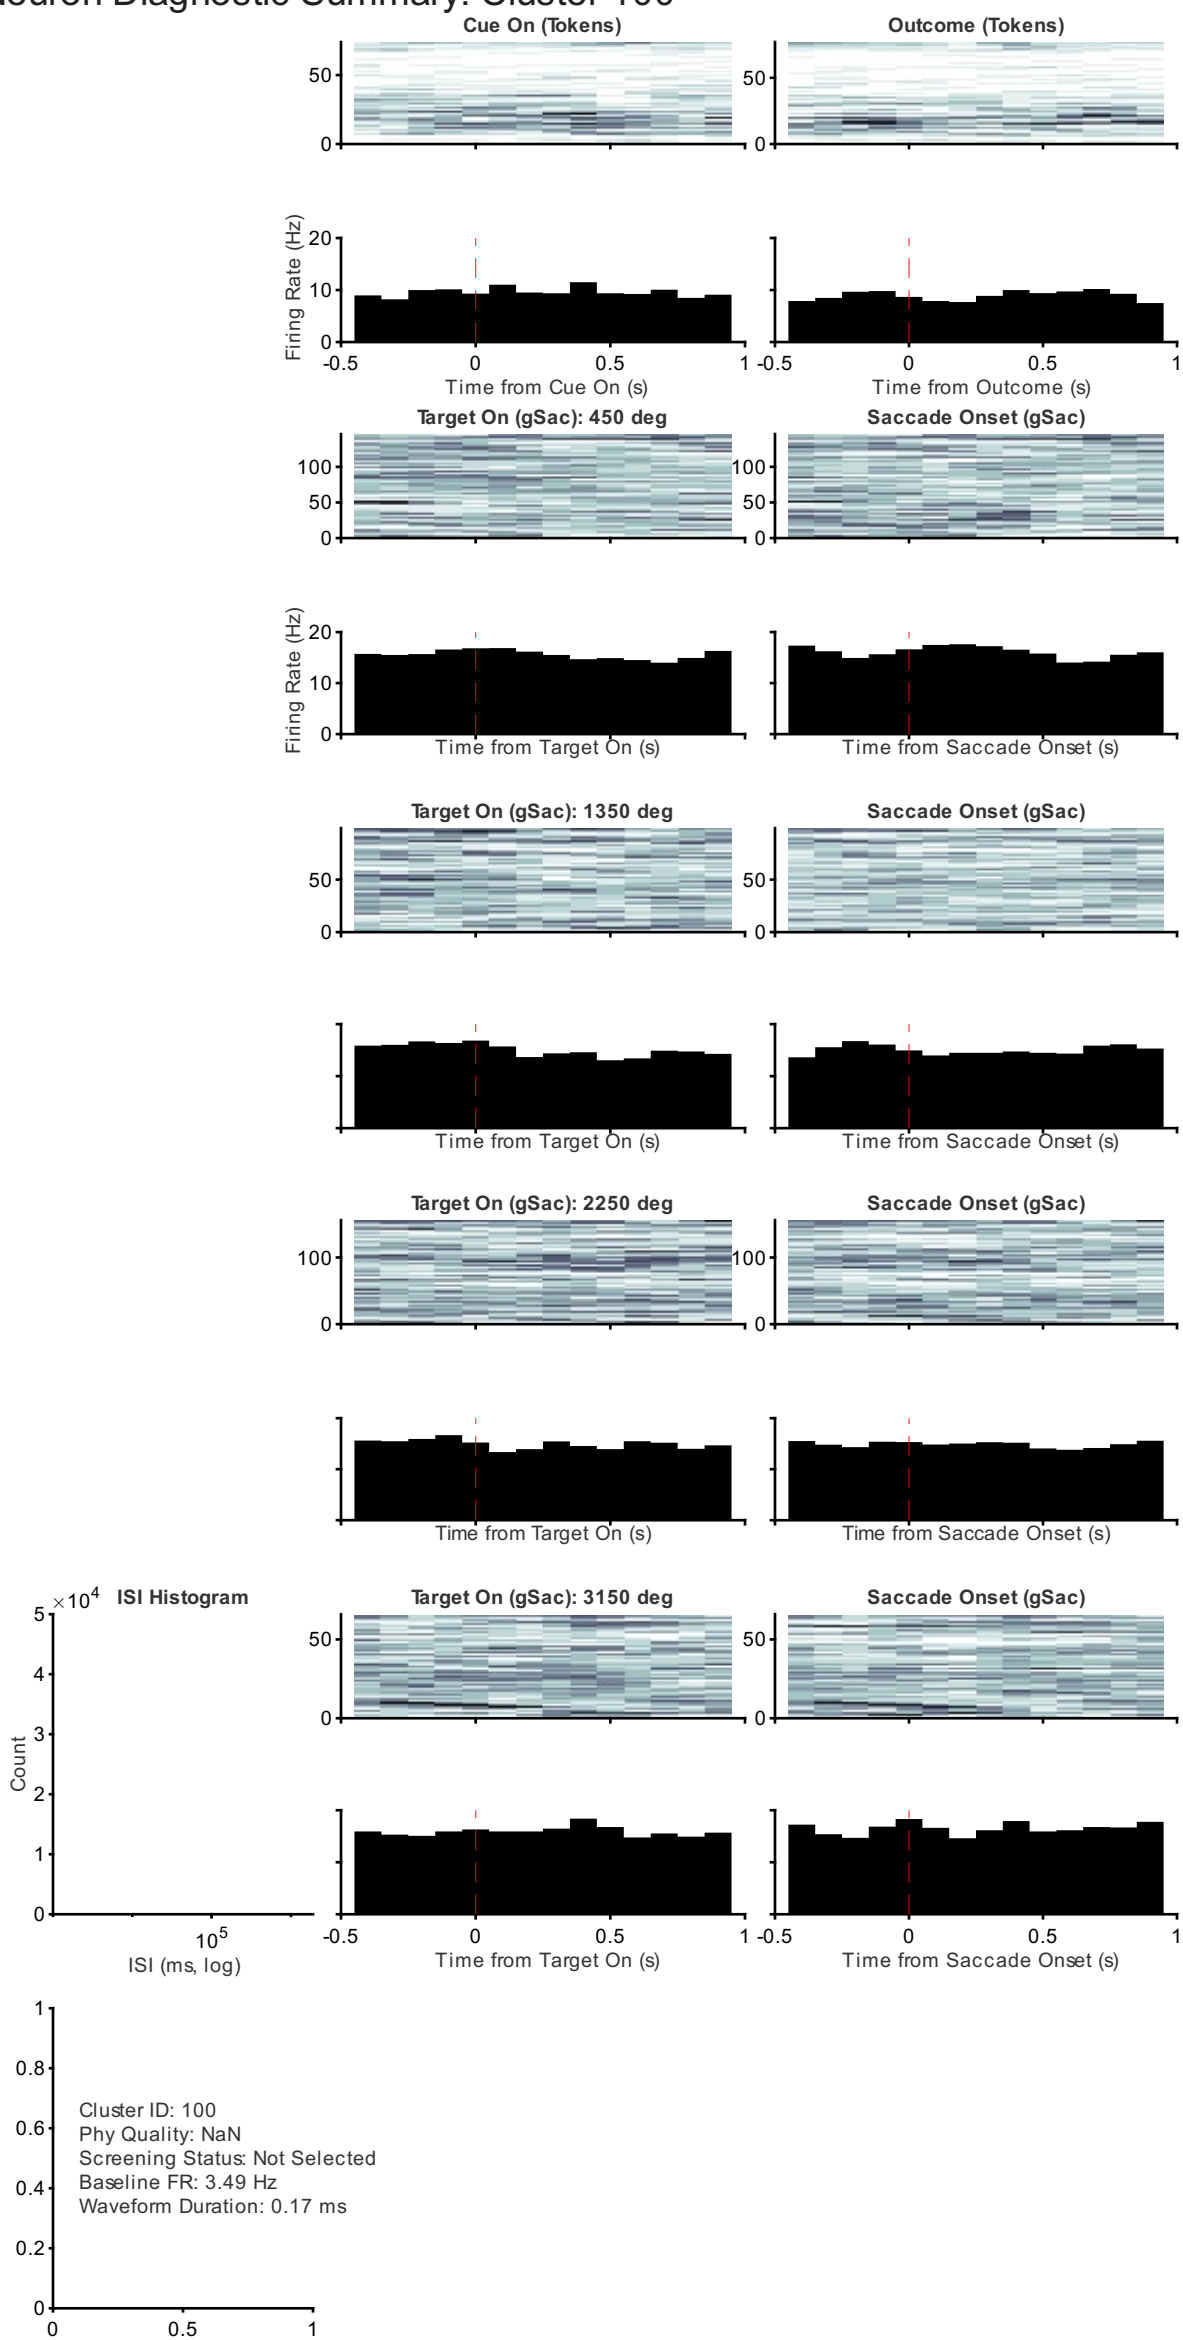 Neuron Diagnostic Summary: Cluster 100
Cue On (Tokens)
Outcome (Tokens)
50
0
50
0
Firing Rate (Hz)
20
10
0
-0.5 0 0.5 1
-0.5 0 0.5 1
Time from Cue On (s)
Time from Outcome (s)
Target On (gSac): 450 deg
Saccade Onset (gSac)
100
50
0
100
50
0
Firing Rate (Hz)
20
10
0
Time from Target On (s)
Time from Saccade Onset (s)
Target On (gSac): 1350 deg
Saccade Onset (gSac)
50
0
50
0
Time from Target On (s)
Time from Saccade Onset (s)
Target On (gSac): 2250 deg
Saccade Onset (gSac)
100
0
100
0
Time from Target On (s)
Time from Saccade Onset (s)
×10⁴
ISI Histogram
5
4
3
2
1
0
Count
10⁵
ISI (ms, log)
Target On (gSac): 3150 deg
Saccade Onset (gSac)
50
0
50
0
-0.5 0 0.5 1
-0.5 0 0.5 1
Time from Target On (s)
Time from Saccade Onset (s)
1
0.8
0.6
0.4
0.2
0
Cluster ID: 100
Phy Quality: NaN
Screening Status: Not Selected
Baseline FR: 3.49 Hz
Waveform Duration: 0.17 ms
0 0.5 1